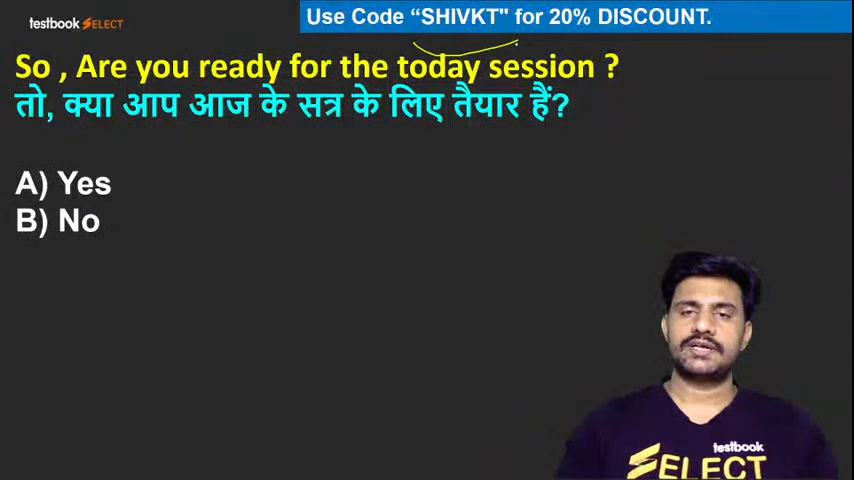 testbook SELECT
Use Code “SHIVKT" for 20% DISCOUNT.
So , Are you ready for the today session ?
तो, क्या आप आज के सत्र के लिए तैयार हैं?
A) Yes
B) No
testbook
SELECT